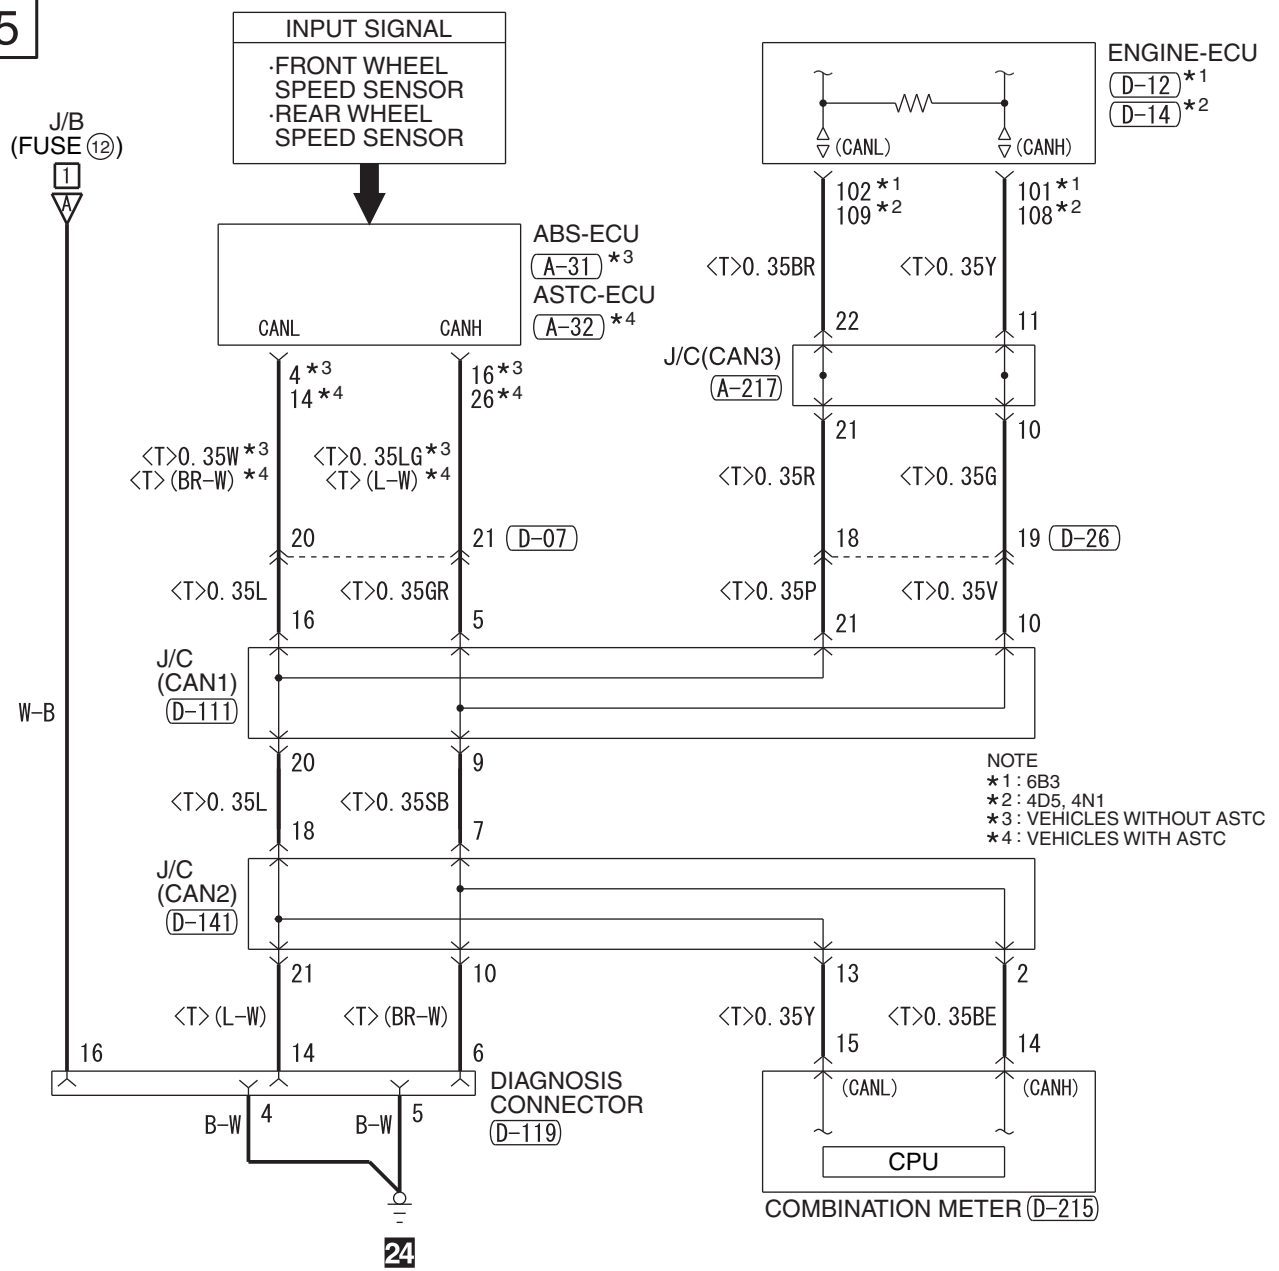 5
INPUT SIGNAL
·FRONT WHEEL
SPEED SENSOR
·REAR WHEEL
SPEED SENSOR
J/B
(FUSE 12)
1
A
ENGINE-ECU
D-12 *1
D-14 *2
(CANL)
(CANH)
102 *1
109 *2
101 *1
108 *2
ABS-ECU
A-31 *3
ASTC-ECU
A-32 *4
CANL
CANH
<T>0. 35BR
<T>0. 35Y
22
11
J/C(CAN3)
A-217
4 *3
14 *4
16 *3
26 *4
21
10
<T>0. 35W *3
<T>(BR-W) *4
<T>0. 35LG *3
<T>(L-W) *4
<T>0. 35R
<T>0. 35G
20
21 D-07
18
19 D-26
<T>0. 35L
<T>0. 35GR
<T>0. 35P
<T>0. 35V
16
5
21
10
J/C
(CAN1)
D-111
W-B
20
9
<T>0. 35L
<T>0. 35SB
18
7
NOTE
*1 : 6B3
*2 : 4D5, 4N1
*3 : VEHICLES WITHOUT ASTC
*4 : VEHICLES WITH ASTC
J/C
(CAN2)
D-141
21
10
13
2
<T>(L-W)
<T>(BR-W)
<T>0. 35Y
<T>0. 35BE
16
14
6
15
14
DIAGNOSIS
CONNECTOR
D-119
(CANL)
(CANH)
B-W
4
B-W
5
CPU
COMBINATION METER D-215
24